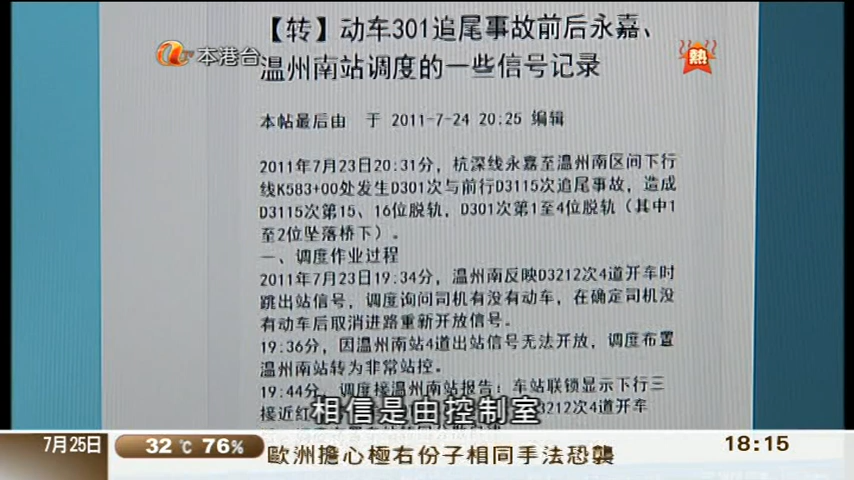 【转】动车301追尾事故前后永嘉、
本港台
熱
温州南站调度的一些信号记录
本帖最后由 于 2011-7-24 20:25 编辑
2011年7月23日20:31分，杭深线永嘉至温州南区间下行
线K583+00处发生D301次与前行D3115次追尾事故，造成
D3115次第15、16位脱轨，D301次第1至4位脱轨（其中1
至2位坠落桥下）。
一、调度作业过程
2011年7月23日19:34分，温州南反映D3212次4道开车时
跳出站信号，调度询问司机有没有动车，在确定司机没
有动车后取消进路重新开放信号。
19:36分，因温州南站4道出站信号无法开放，调度布置
温州南站转为非常站控。
19:44分，调度接温州南站报告：车站联锁显示下行三
接近红
3212次4道开车
相信是由控制室
7月25日
32℃ 76%
歐洲擔心極右份子相同手法恐襲
18:15